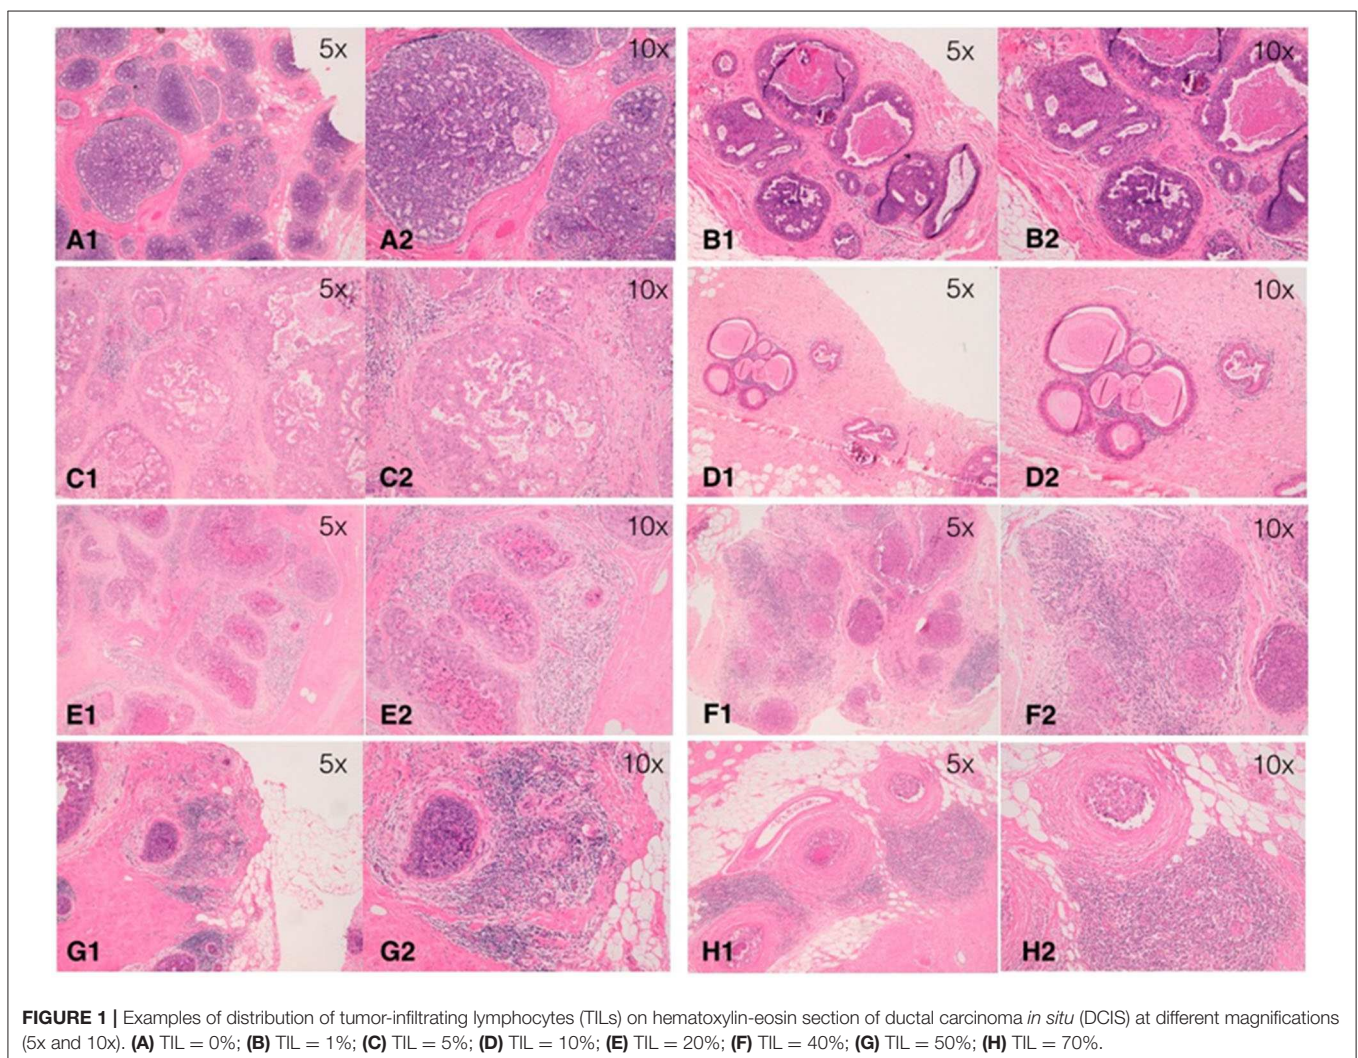 5x 10x 5x 10x
A1 A2 B1 B2
5x 10x 5x 10x
C1 C2 D1 D2
5x 10x 5x 10x
E1 E2 F1 F2
5x 10x 5x 10x
G1 G2 H1 H2
FIGURE 1 | Examples of distribution of tumor-infiltrating lymphocytes (TILs) on hematoxylin-eosin section of ductal carcinoma in situ (DCIS) at different magnifications
(5x and 10x). (A) TIL = 0%; (B) TIL = 1%; (C) TIL = 5%; (D) TIL = 10%; (E) TIL = 20%; (F) TIL = 40%; (G) TIL = 50%; (H) TIL = 70%.